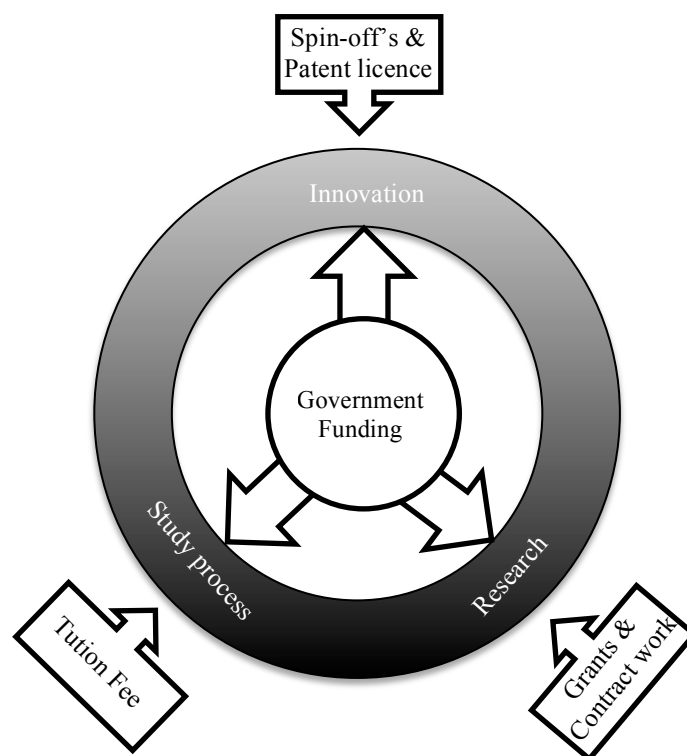 Spin-off's &
Patent licence
Innovation
Government
Funding
Study process
Research
Tution Fee
Grants &
Contract work